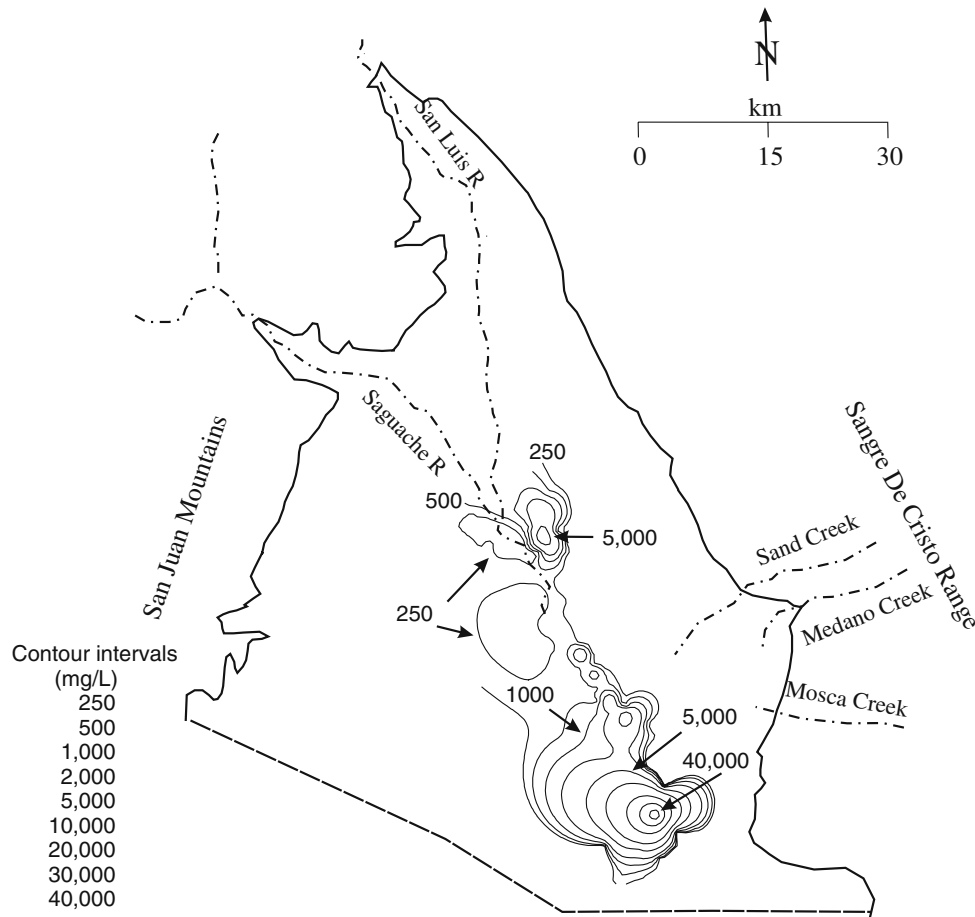 N
km
0 15 30
San Luis R
Saguache R
San Juan Mountains
250
500
5,000
250
Sand Creek
Sangre De Cristo Range
Medano Creek
Mosca Creek
1000
5,000
40,000
Contour intervals
(mg/L)
250
500
1,000
2,000
5,000
10,000
20,000
30,000
40,000